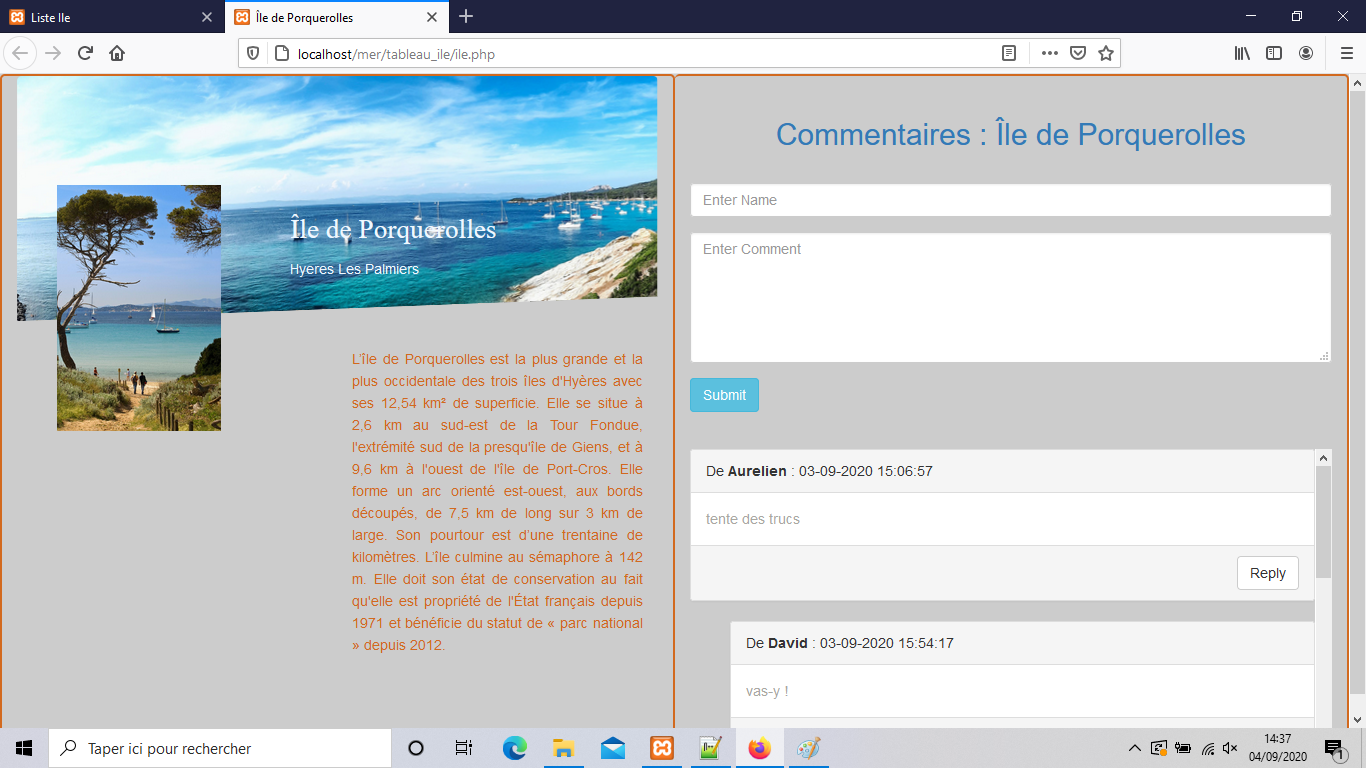 Liste Ile
Île de Porquerolles
localhost/mer/tableau_ile/ile.php
Île de Porquerolles
Hyeres Les Palmiers
L'île de Porquerolles est la plus grande et la
plus occidentale des trois îles d'Hyères avec
ses 12,54 km² de superficie. Elle se situe à
2,6 km au sud-est de la Tour Fondue,
l'extrémité sud de la presqu'île de Giens, et à
9,6 km à l'ouest de l'île de Port-Cros. Elle
forme un arc orienté est-ouest, aux bords
découpés, de 7,5 km de long sur 3 km de
large. Son pourtour est d’une trentaine de
kilomètres. L'île culmine au sémaphore à 142
m. Elle doit son état de conservation au fait
qu'elle est propriété de l'État français depuis
1971 et bénéficie du statut de « parc national
» depuis 2012.
Commentaires : Île de Porquerolles
Enter Name
Enter Comment
Submit
De Aurelien : 03-09-2020 15:06:57
tente des trucs
Reply
De David : 03-09-2020 15:54:17
vas-y !
Taper ici pour rechercher
14:37
04/09/2020
1